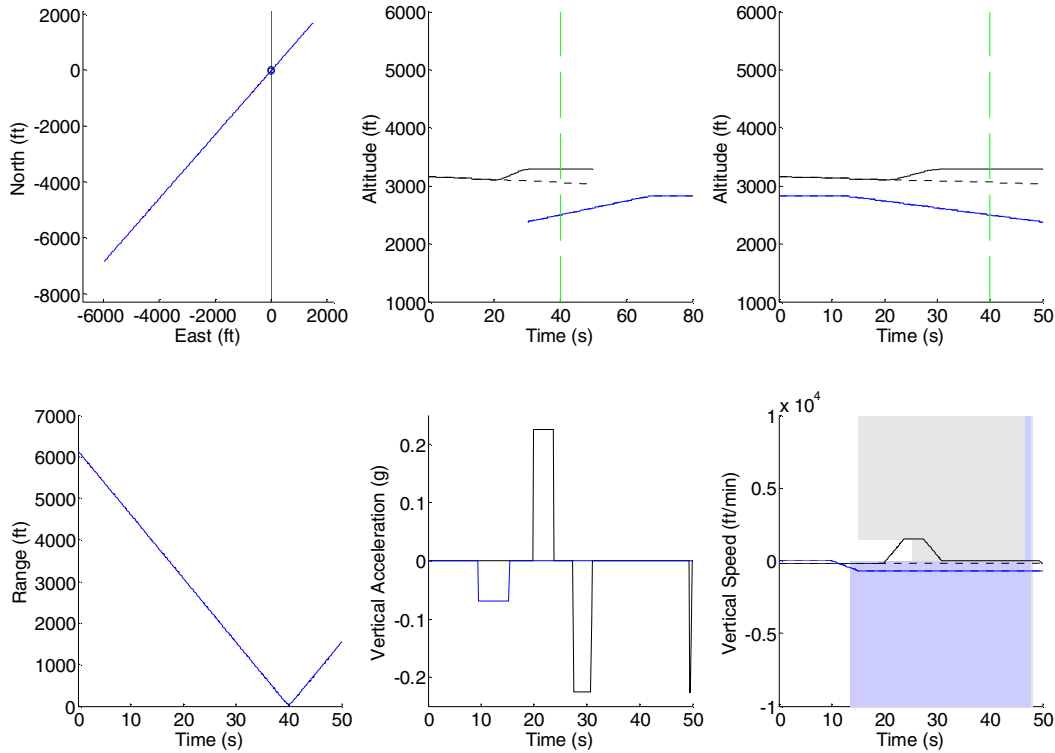 2000
0
-2000
-4000
-6000
-8000
North (ft)
-6000 -4000 -2000 0 2000
East (ft)
6000
5000
4000
3000
2000
1000
Altitude (ft)
0 20 40 60 80
Time (s)
6000
5000
4000
3000
2000
1000
Altitude (ft)
0 10 20 30 40 50
Time (s)
7000
6000
5000
4000
3000
2000
1000
0
Range (ft)
0 10 20 30 40 50
Time (s)
0.2
0.1
0
-0.1
-0.2
Vertical Acceleration (g)
0 10 20 30 40 50
Time (s)
x 10^4
1
0.5
0
-0.5
-1
Vertical Speed (ft/min)
0 10 20 30 40 50
Time (s)